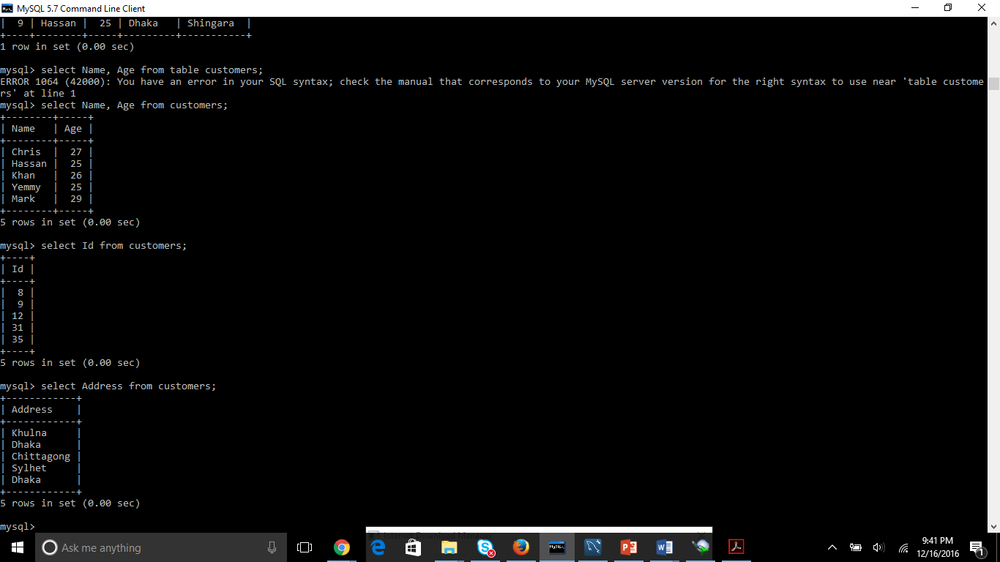 MySQL 5.7 Command Line Client
|  9 | Hassan |  25 | Dhaka   | Shingara  |
+----+--------+-----+---------+-----------+
1 row in set (0.00 sec)
mysql> select Name, Age from table customers;
ERROR 1064 (42000): You have an error in your SQL syntax; check the manual that corresponds to your MySQL server version for the right syntax to use near 'table custome
rs' at line 1
mysql> select Name, Age from customers;
+--------+-----+
| Name   | Age |
+--------+-----+
| Chris  |  27 |
| Hassan |  25 |
| Khan   |  26 |
| Yemmy  |  25 |
| Mark   |  29 |
+--------+-----+
5 rows in set (0.00 sec)
mysql> select Id from customers;
+----+
| Id |
+----+
|  8 |
|  9 |
| 12 |
| 31 |
| 35 |
+----+
5 rows in set (0.00 sec)
mysql> select Address from customers;
+------------+
| Address    |
+------------+
| Khulna     |
| Dhaka      |
| Chittagong |
| Sylhet     |
| Dhaka      |
+------------+
5 rows in set (0.00 sec)
mysql>
Internet Download Manager
Ask me anything
9:41 PM
12/16/2016
1